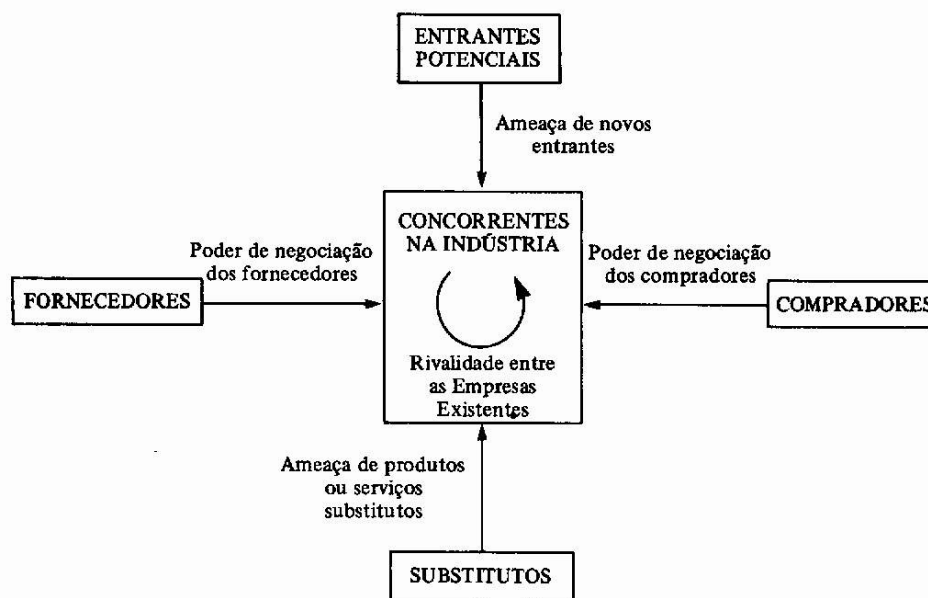 ENTRANTES
POTENCIAIS
Ameaça de novos
entrantes
CONCORRENTES
NA INDÚSTRIA
Poder de negociação
dos fornecedores
Poder de negociação
dos compradores
FORNECEDORES
COMPRADORES
Rivalidade entre
as Empresas
Existentes
Ameaça de produtos
ou serviços
substitutos
SUBSTITUTOS